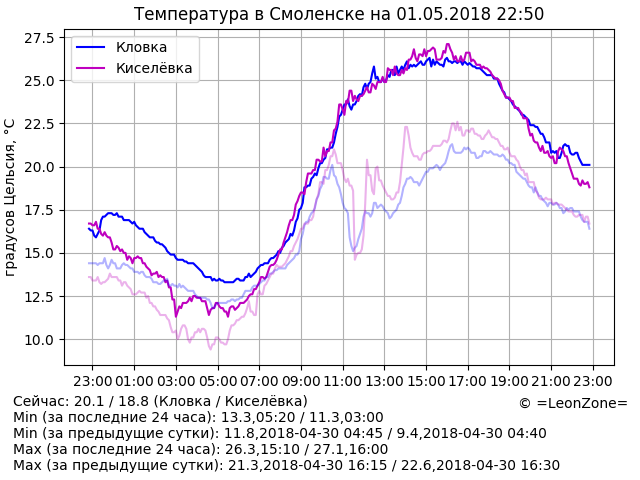 Температура в Смоленске на 01.05.2018 22:50
градусов Цельсия, °C
27.5
25.0
22.5
20.0
17.5
15.0
12.5
10.0
Кловка
Киселёвка
23:00 01:00 03:00 05:00 07:00 09:00 11:00 13:00 15:00 17:00 19:00 21:00 23:00
© =LeonZone=
Сейчас: 20.1 / 18.8 (Кловка / Киселёвка)
Min (за последние 24 часа): 13.3,05:20 / 11.3,03:00
Min (за предыдущие сутки): 11.8,2018-04-30 04:45 / 9.4,2018-04-30 04:40
Max (за последние 24 часа): 26.3,15:10 / 27.1,16:00
Max (за предыдущие сутки): 21.3,2018-04-30 16:15 / 22.6,2018-04-30 16:30